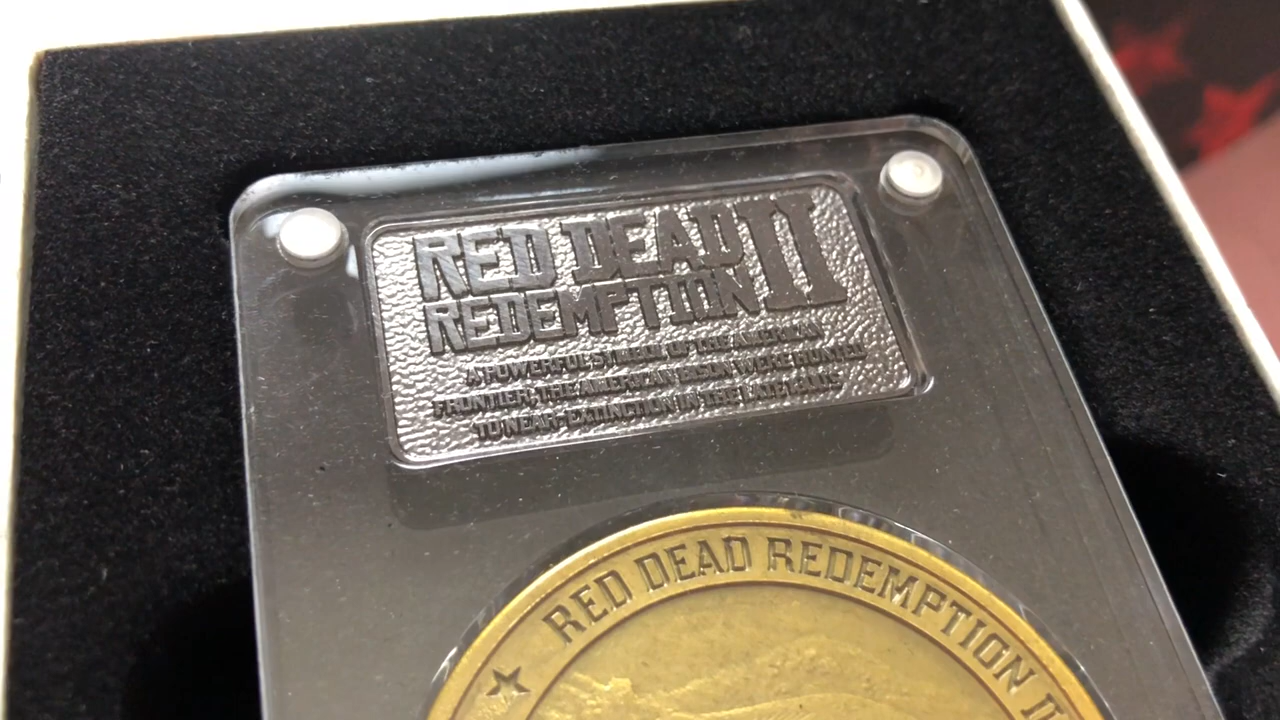 RED DEAD
REDEMPTION II
A POWERFUL SYMBOL OF THE AMERICAN
FRONTIER, THE AMERICAN BISON WERE HUNTED
TO NEAR-EXTINCTION IN THE LATE 1800S
RED DEAD REDEMPTION II